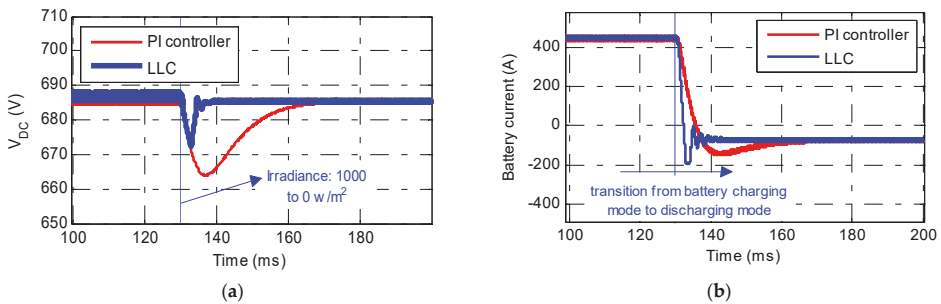 710
700
690
680
670
660
650
V_DC (V)
PI controller
LLC
Irradiance: 1000
to 0 w/m²
100 120 140 160 180
Time (ms)
(a)
400
200
0
-200
-400
Battery current (A)
PI controller
LLC
transition from battery charging
mode to discharging mode
100 120 140 160 180 200
Time (ms)
(b)